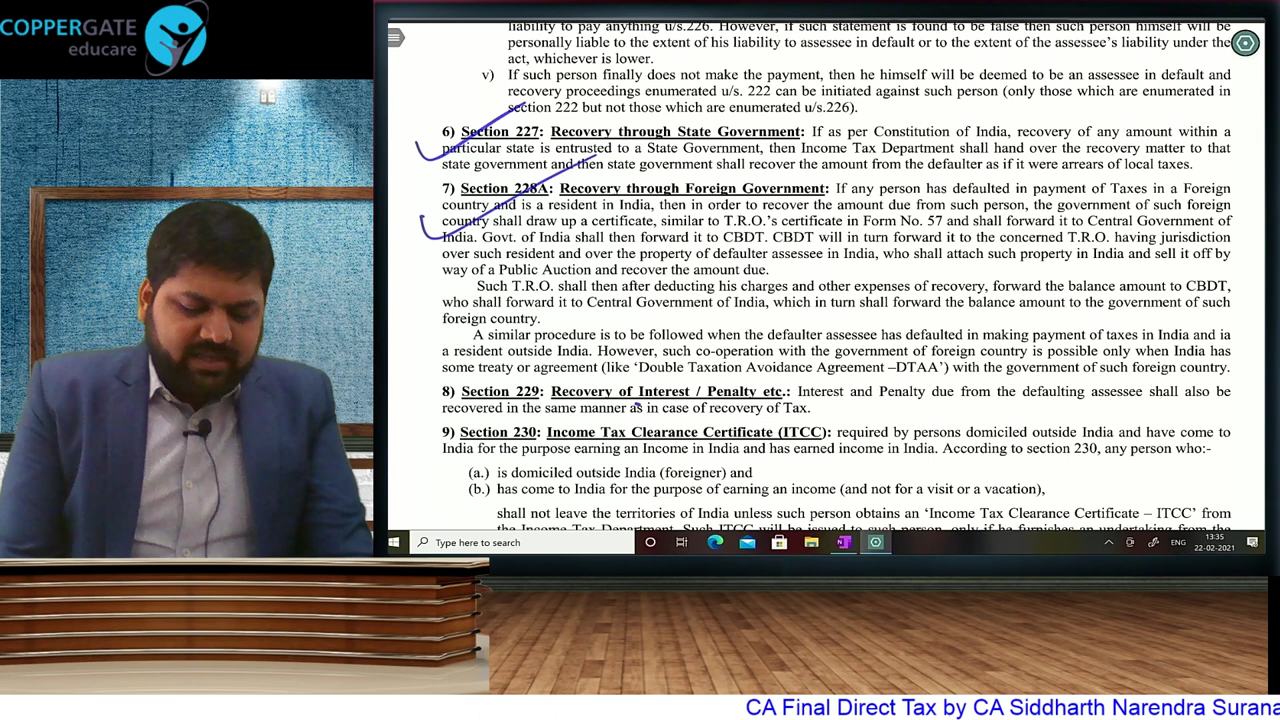 COPPERGATE
educare
liability to pay anything u/s.226. However, if such statement is found to be false then such person himself will be
personally liable to the extent of his liability to assessee in default or to the extent of the assessee's liability under the
act, whichever is lower.
v) If such person finally does not make the payment, then he himself will be deemed to be an assessee in default and
recovery proceedings enumerated u/s. 222 can be initiated against such person (only those which are enumerated in
section 222 but not those which are enumerated u/s.226).
6) Section 227: Recovery through State Government: If as per Constitution of India, recovery of any amount within a
particular state is entrusted to a State Government, then Income Tax Department shall hand over the recovery matter to that
state government and then state government shall recover the amount from the defaulter as if it were arrears of local taxes.
7) Section 228A: Recovery through Foreign Government: If any person has defaulted in payment of Taxes in a Foreign
country and is a resident in India, then in order to recover the amount due from such person, the government of such foreign
country shall draw up a certificate, similar to T.R.O.'s certificate in Form No. 57 and shall forward it to Central Government of
India. Govt. of India shall then forward it to CBDT. CBDT will in turn forward it to the concerned T.R.O. having jurisdiction
over such resident and over the property of defaulter assessee in India, who shall attach such property in India and sell it off by
way of a Public Auction and recover the amount due.
Such T.R.O. shall then after deducting his charges and other expenses of recovery, forward the balance amount to CBDT,
who shall forward it to Central Government of India, which in turn shall forward the balance amount to the government of such
foreign country.
A similar procedure is to be followed when the defaulter assessee has defaulted in making payment of taxes in India and ia
a resident outside India. However, such co-operation with the government of foreign country is possible only when India has
some treaty or agreement (like 'Double Taxation Avoidance Agreement –DTAA') with the government of such foreign country.
8) Section 229: Recovery of Interest / Penalty etc.: Interest and Penalty due from the defaulting assessee shall also be
recovered in the same manner as in case of recovery of Tax.
9) Section 230: Income Tax Clearance Certificate (ITCC): required by persons domiciled outside India and have come to
India for the purpose earning an Income in India and has earned income in India. According to section 230, any person who:-
(a.) is domiciled outside India (foreigner) and
(b.) has come to India for the purpose of earning an income (and not for a visit or a vacation),
shall not leave the territories of India unless such person obtains an 'Income Tax Clearance Certificate – ITCC' from
the Income Tax Department. Such ITCC will be issued to such person, only if he furnishes an undertaking from the
Type here to search
ENG
13:35
22-02-2021
CA Final Direct Tax by CA Siddharth Narendra Surana